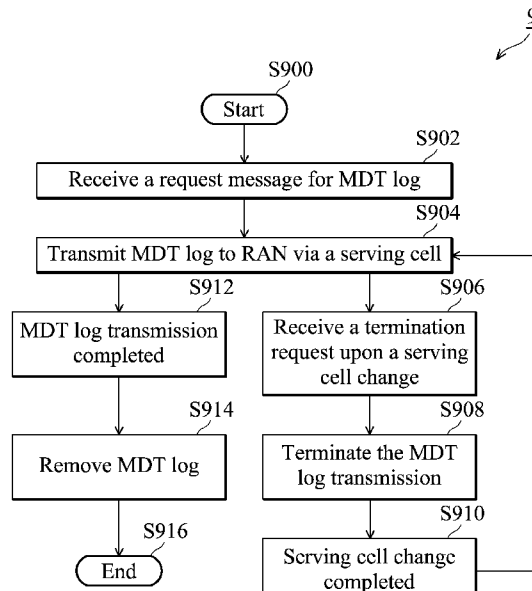 9
S900
Start
S902
Receive a request message for MDT log
S904
Transmit MDT log to RAN via a serving cell
S912
MDT log transmission
completed
S906
Receive a termination
request upon a serving
cell change
S914
Remove MDT log
S908
Terminate the MDT
log transmission
S916
End
S910
Serving cell change
completed